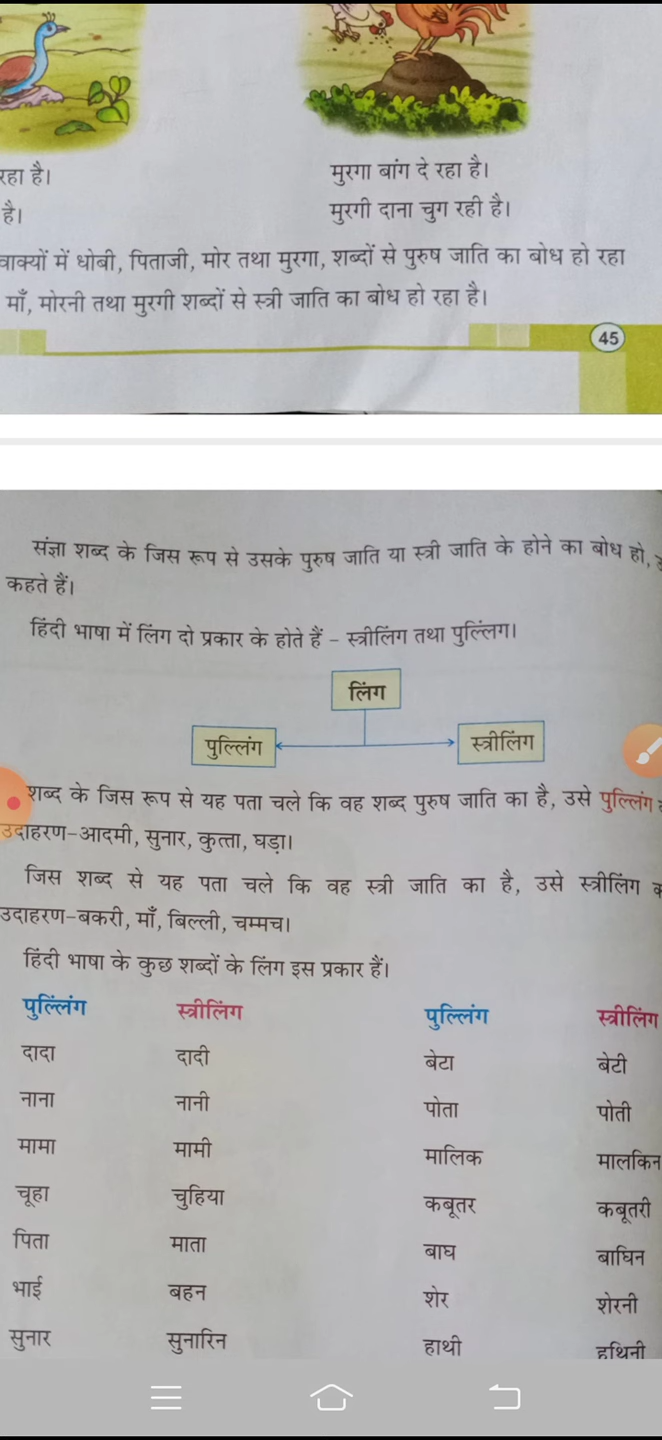 रहा है।
मुरगा बांग दे रहा है।
है।
मुरगी दाना चुग रही है।
वाक्यों में धोबी, पिताजी, मोर तथा मुरगा, शब्दों से पुरुष जाति का बोध हो रहा
माँ, मोरनी तथा मुरगी शब्दों से स्त्री जाति का बोध हो रहा है।
45
संज्ञा शब्द के जिस रूप से उसके पुरुष जाति या स्त्री जाति के होने का बोध हो,
कहते हैं।
हिंदी भाषा में लिंग दो प्रकार के होते हैं – स्त्रीलिंग तथा पुल्लिंग।
लिंग
पुल्लिंग स्त्रीलिंग
शब्द के जिस रूप से यह पता चले कि वह शब्द पुरुष जाति का है, उसे पुल्लिंग
उदाहरण-आदमी, सुनार, कुत्ता, घड़ा।
जिस शब्द से यह पता चले कि वह स्त्री जाति का है, उसे स्त्रीलिंग
उदाहरण-बकरी, माँ, बिल्ली, चम्मच।
हिंदी भाषा के कुछ शब्दों के लिंग इस प्रकार हैं।
पुल्लिंग स्त्रीलिंग पुल्लिंग स्त्रीलिंग
दादा दादी बेटा बेटी
नाना नानी पोता पोती
मामा मामी मालिक मालकिन
चूहा चुहिया कबूतर कबूतरी
पिता माता बाघ बाघिन
भाई बहन शेर शेरनी
सुनार सुनारिन हाथी हथिनी